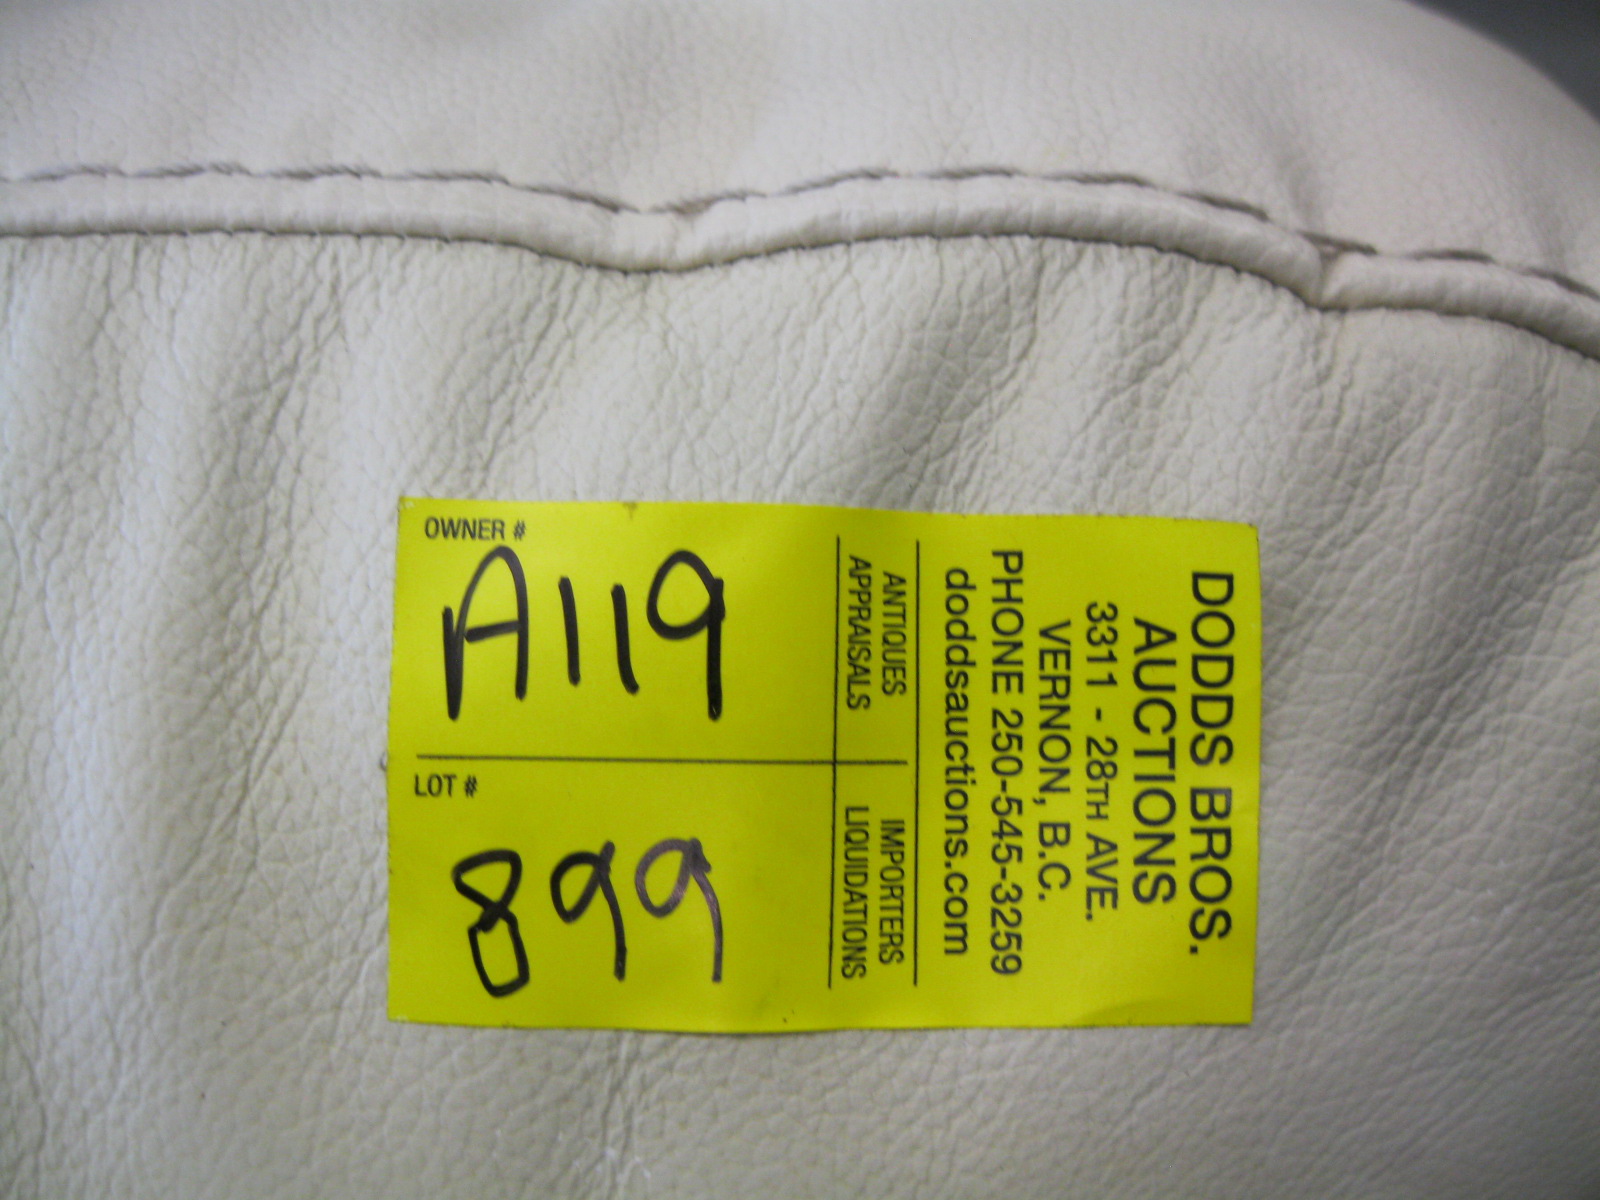 DODDS BROS.
AUCTIONS
3311 - 28TH AVE.
VERNON, B.C.
PHONE 250-545-3259
doddsauctions.com
ANTIQUES IMPORTERS
APPRAISALS LIQUIDATIONS
OWNER #
A119
LOT #
899